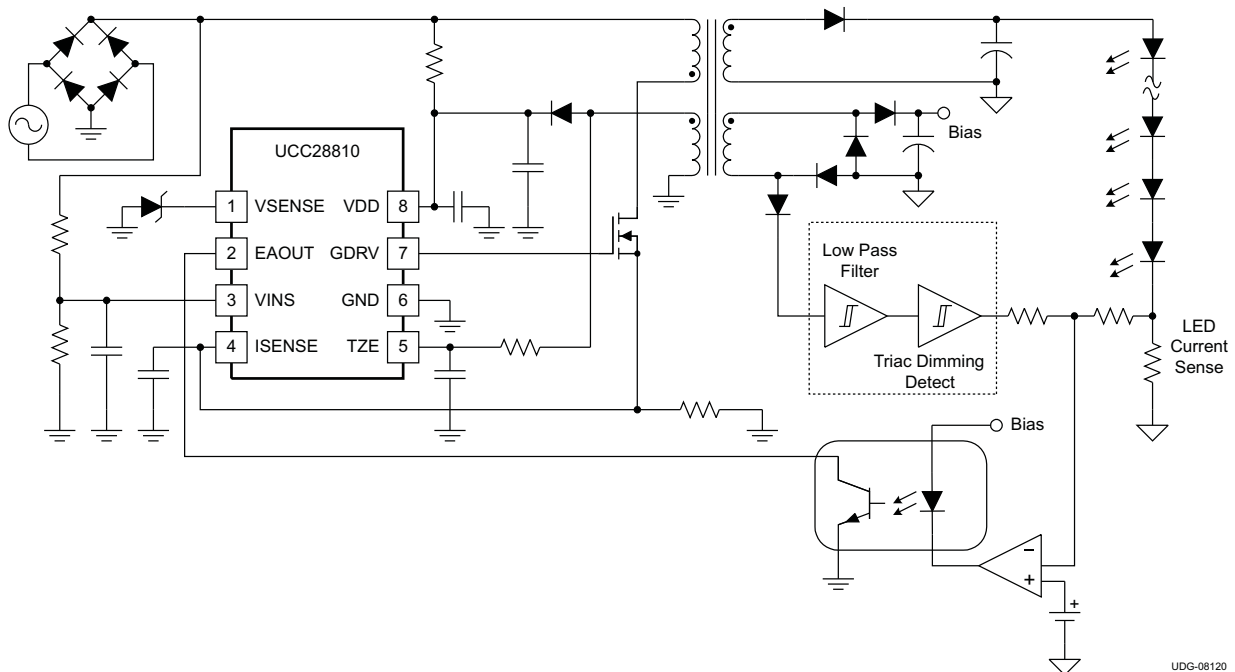 Bias
UCC28810
1 VSENSE VDD 8
2 EAOUT GDRV 7
3 VINS GND 6
4 ISENSE TZE 5
Low Pass
Filter
Triac Dimming
Detect
LED
Current
Sense
Bias
−
+
+
UDG-08120